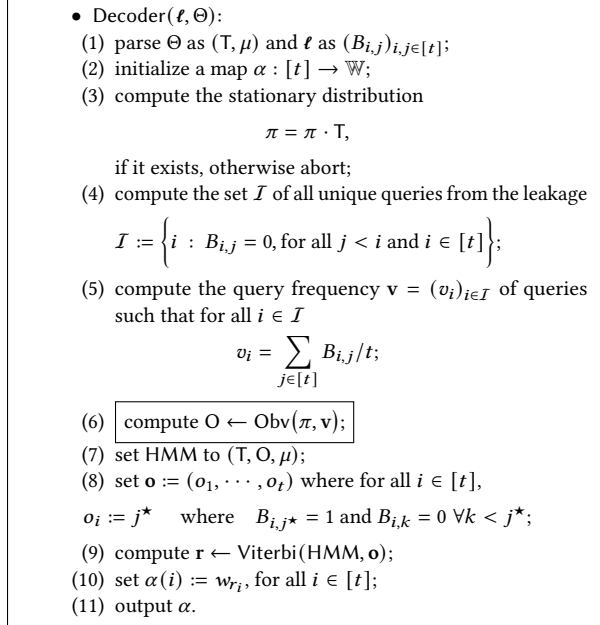 • Decoder(ℓ, Θ):
(1) parse Θ as (T, μ) and ℓ as (B_{i,j})_{i,j∈[t]};
(2) initialize a map α : [t] → 𝕎;
(3) compute the stationary distribution
π = π · T,
if it exists, otherwise abort;
(4) compute the set 𝓘 of all unique queries from the leakage
𝓘 := {i : B_{i,j} = 0, for all j < i and i ∈ [t]};
(5) compute the query frequency v = (v_i)_{i∈𝓘} of queries
such that for all i ∈ 𝓘
v_i = ∑_{j∈[t]} B_{i,j}/t;
(6) compute O ← Obv(π, v);
(7) set HMM to (T, O, μ);
(8) set o := (o_1, · · · , o_t) where for all i ∈ [t],
o_i := j^★ where B_{i,j^★} = 1 and B_{i,k} = 0 ∀k < j^★;
(9) compute r ← Viterbi(HMM, o);
(10) set α(i) := w_{r_i}, for all i ∈ [t];
(11) output α.